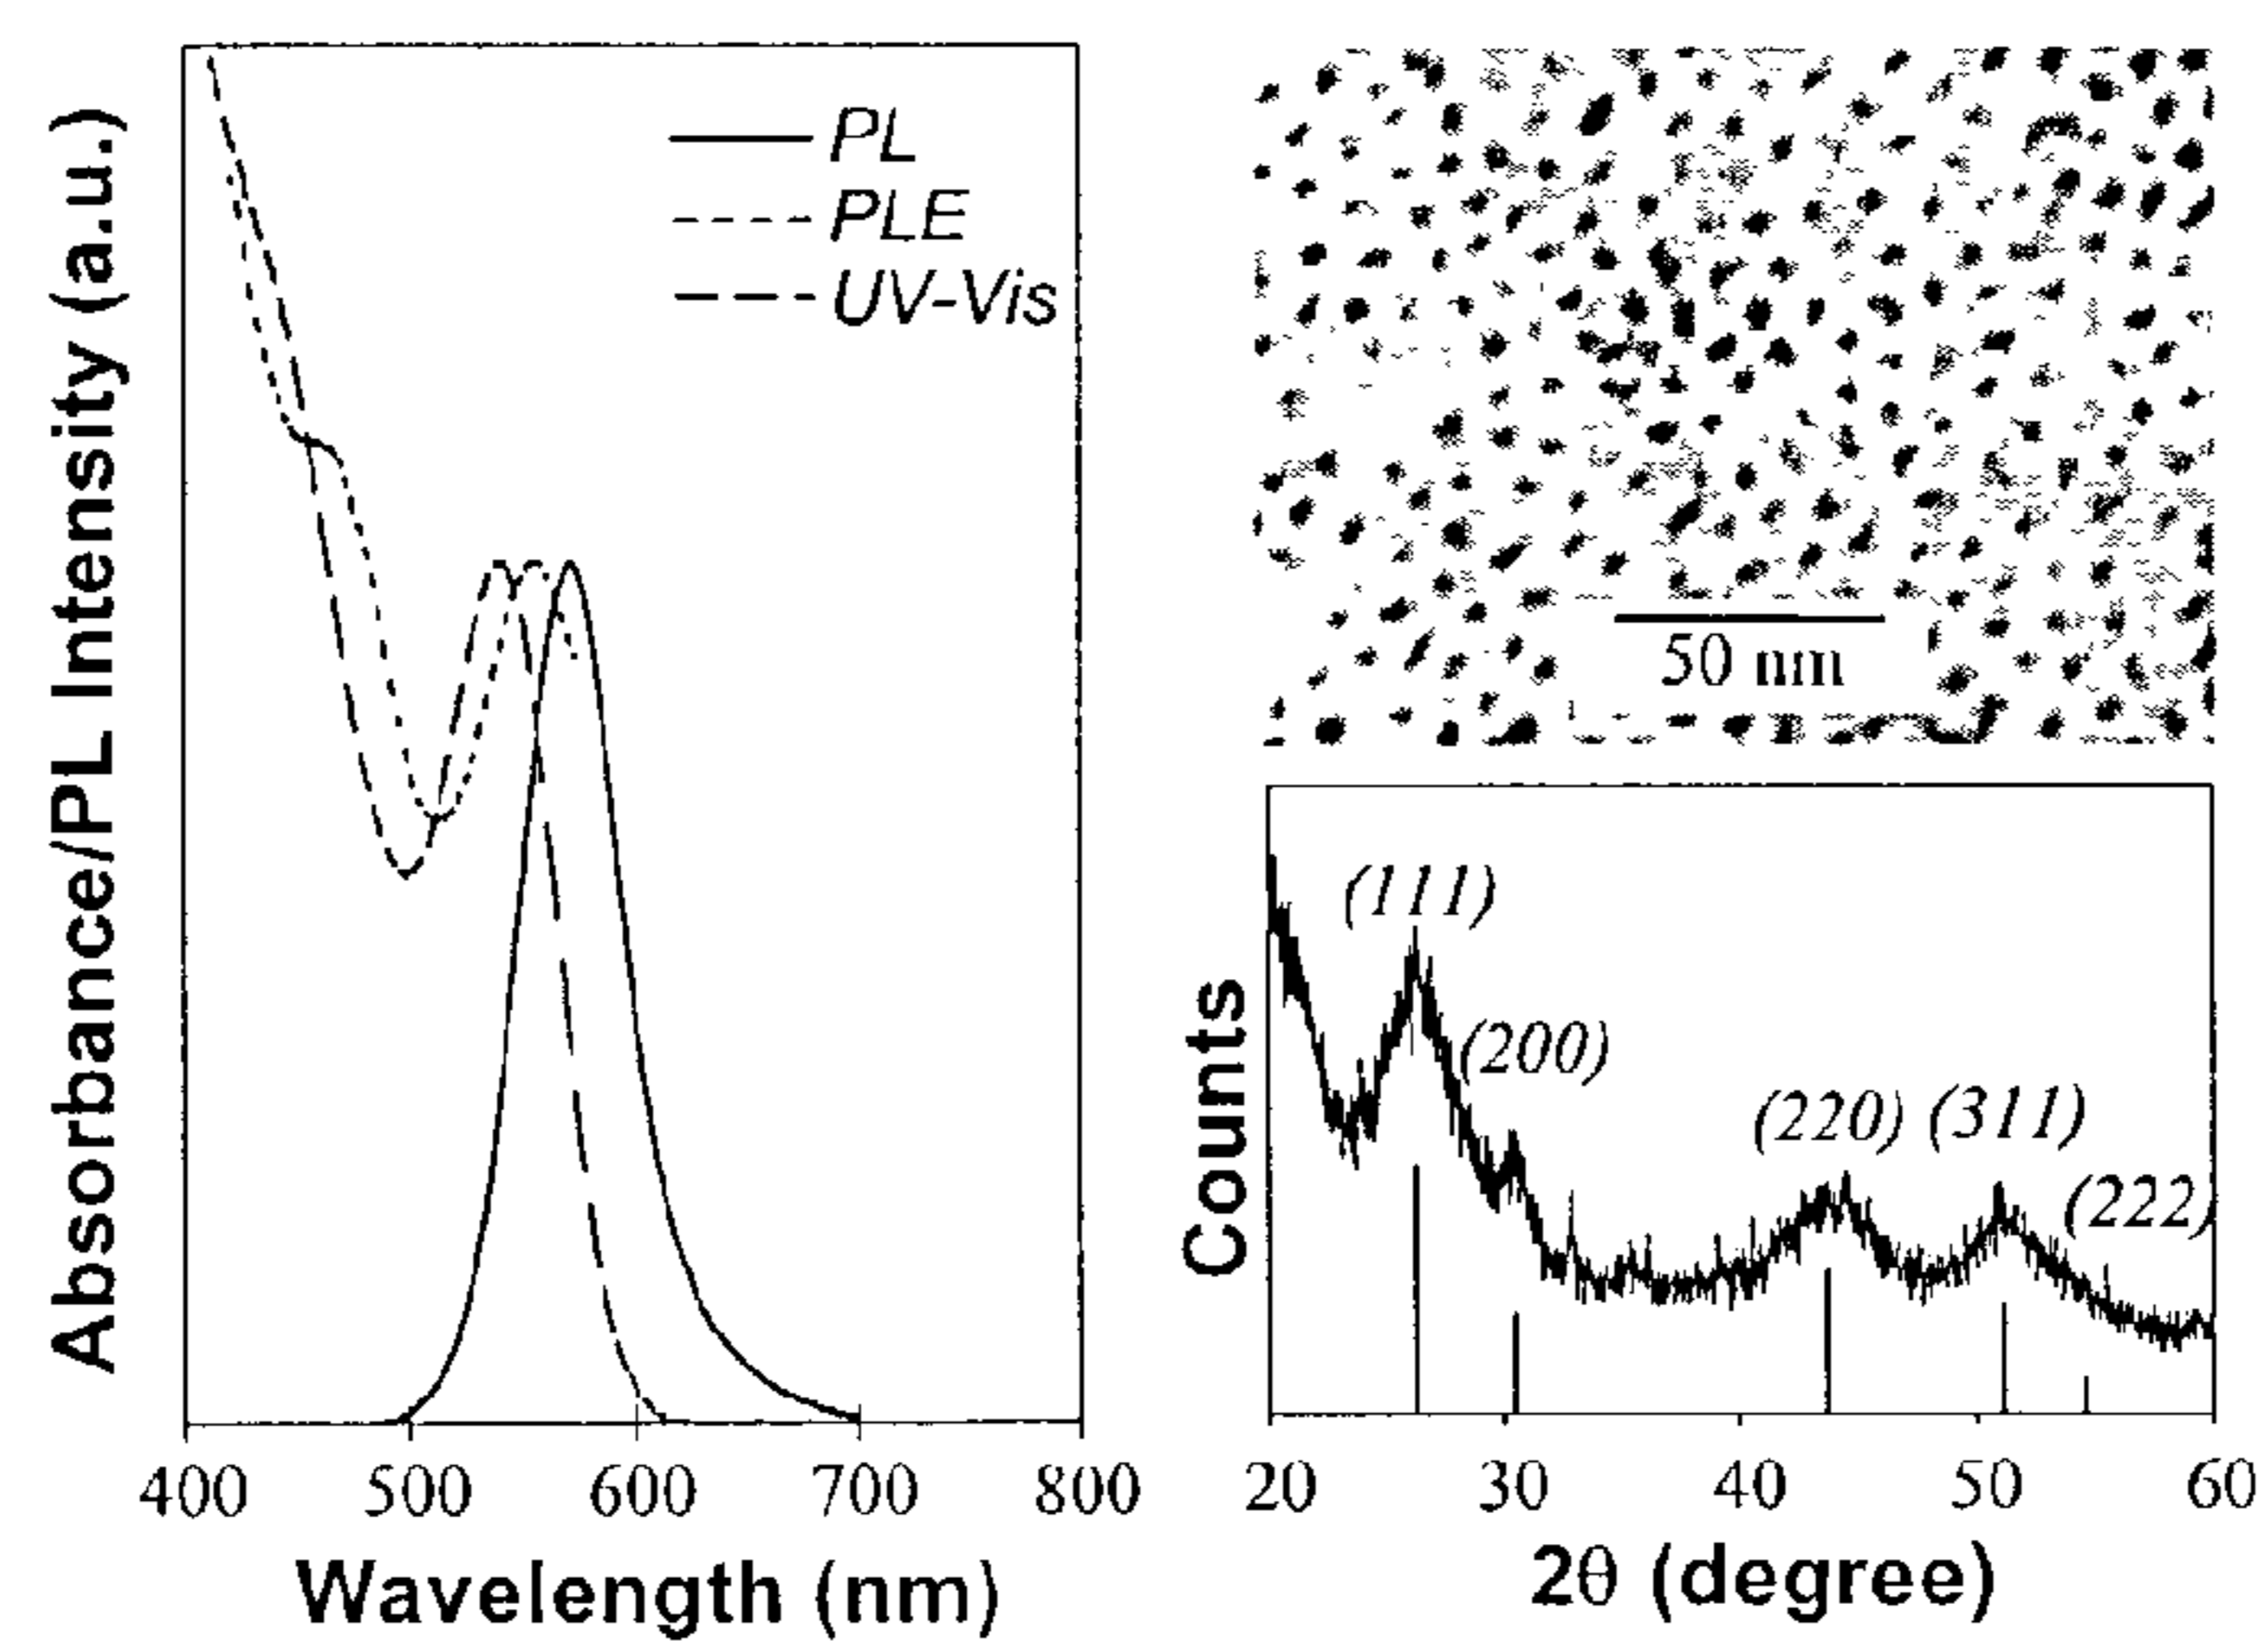 Absorbance/PL Intensity (a.u.)
PL
PLE
UV-Vis
400 500 600 700 800
Wavelength (nm)
50 nm
Counts
(111)
(200)
(220) (311)
(222)
20 30 40 50 60
2θ (degree)